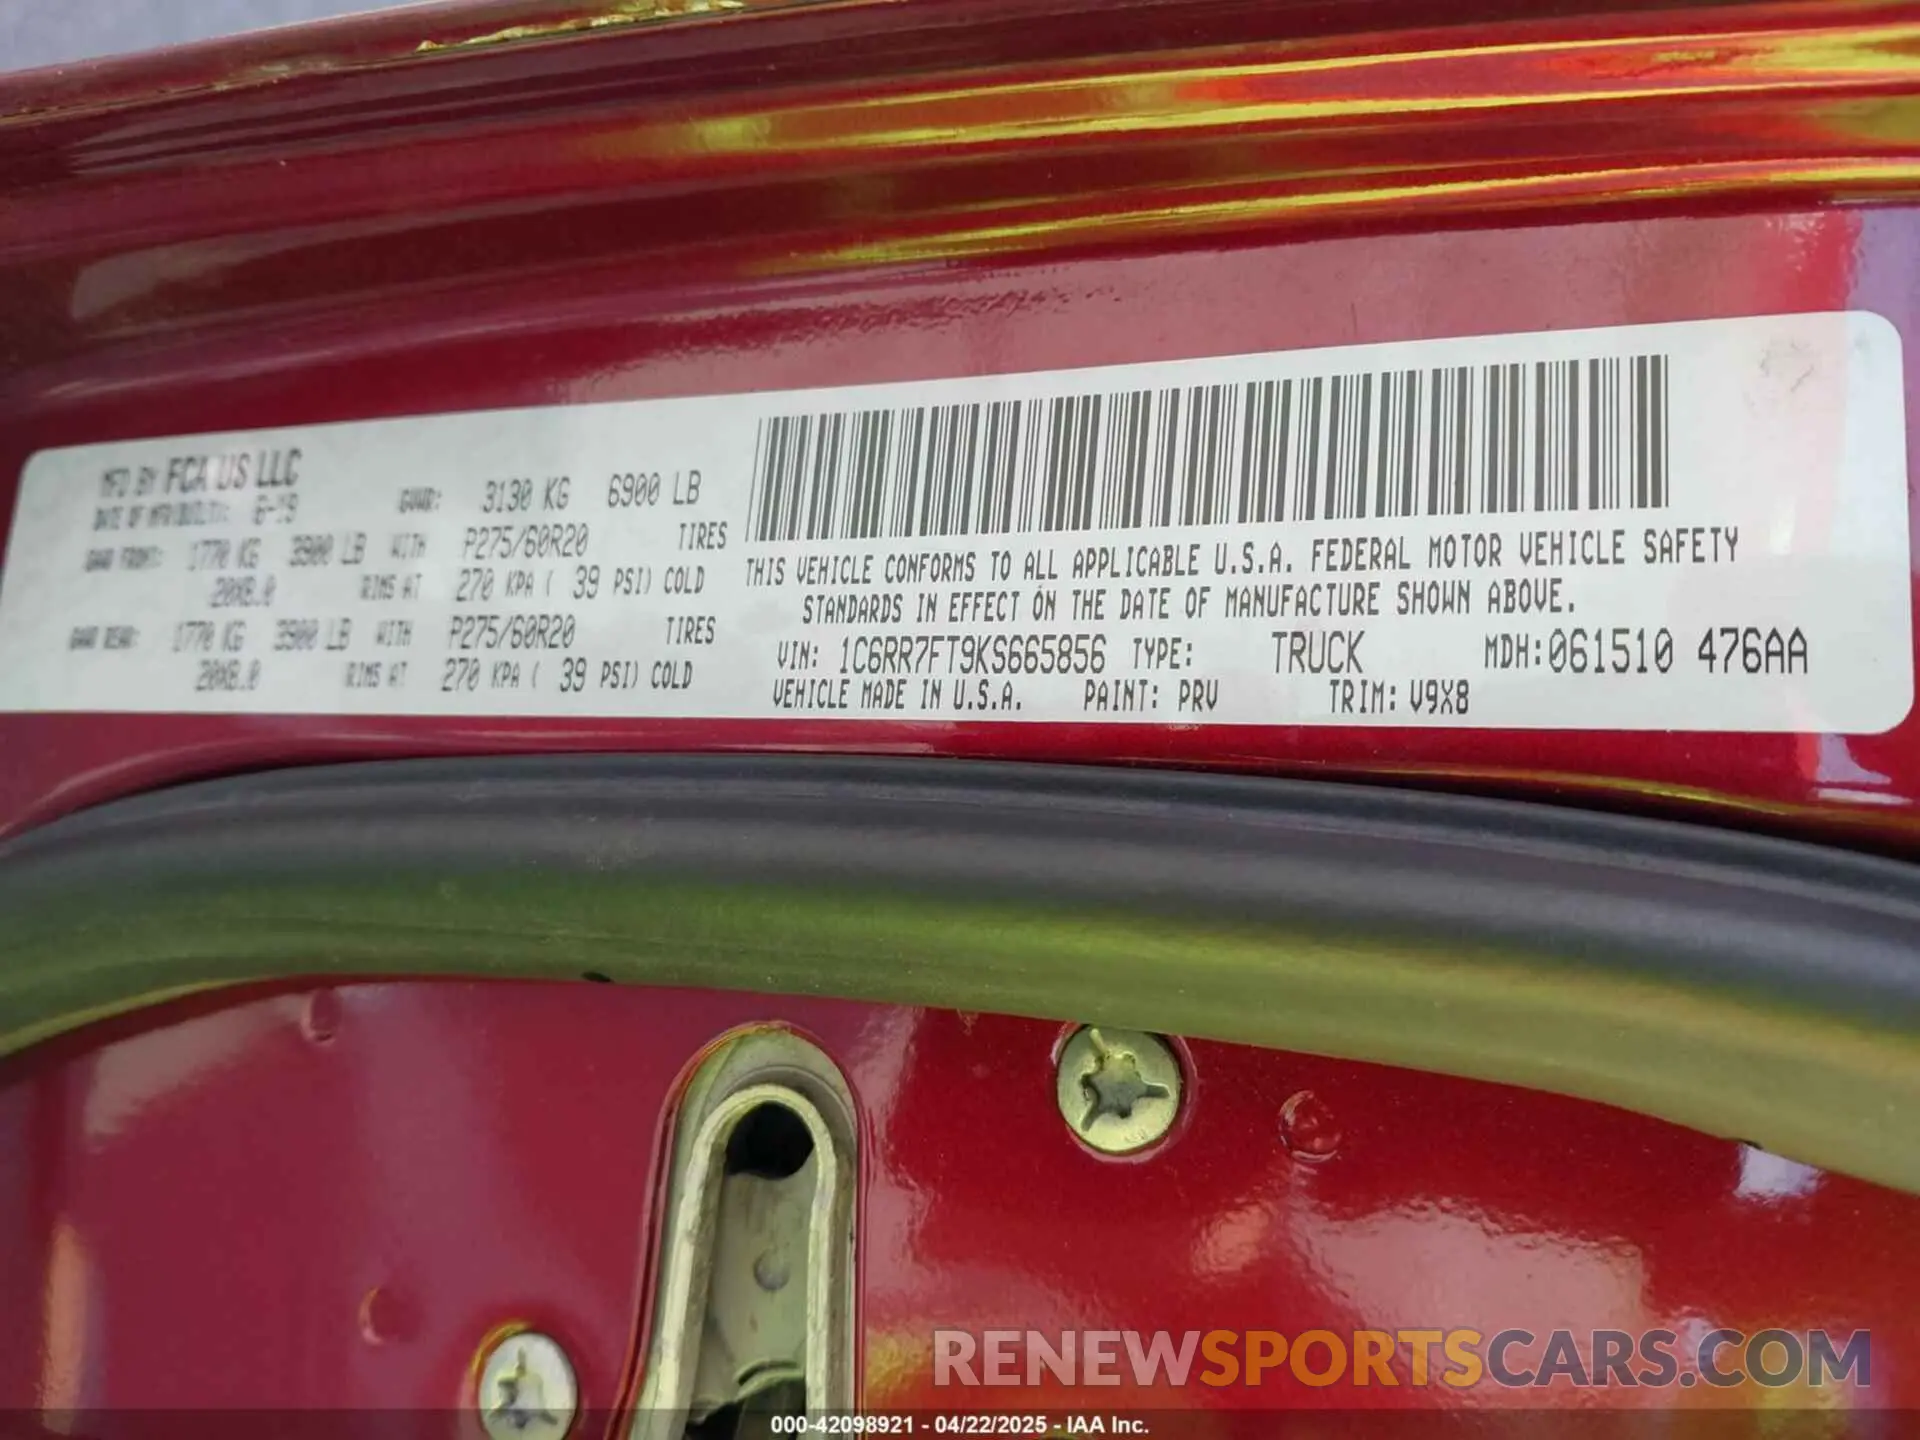 MFD BY FCA US LLC
DATE OF MFR(BUILT): 6-19 GVWR: 3130 KG 6900 LB
GAWR FRONT: 1770 KG 3900 LB WITH P275/60R20 TIRES
20X8.0 RIMS AT 270 KPA ( 39 PSI) COLD
GAWR REAR: 1770 KG 3900 LB WITH P275/60R20 TIRES
20X8.0 RIMS AT 270 KPA ( 39 PSI) COLD
THIS VEHICLE CONFORMS TO ALL APPLICABLE U.S.A. FEDERAL MOTOR VEHICLE SAFETY
STANDARDS IN EFFECT ON THE DATE OF MANUFACTURE SHOWN ABOVE.
VIN: 1C6RR7FT9KS665856 TYPE: TRUCK MDH:061510 476AA
VEHICLE MADE IN U.S.A. PAINT: PRV TRIM: V9X8
RENEWSPORTSCARS.COM
000-42098921 - 04/22/2025 - IAA Inc.